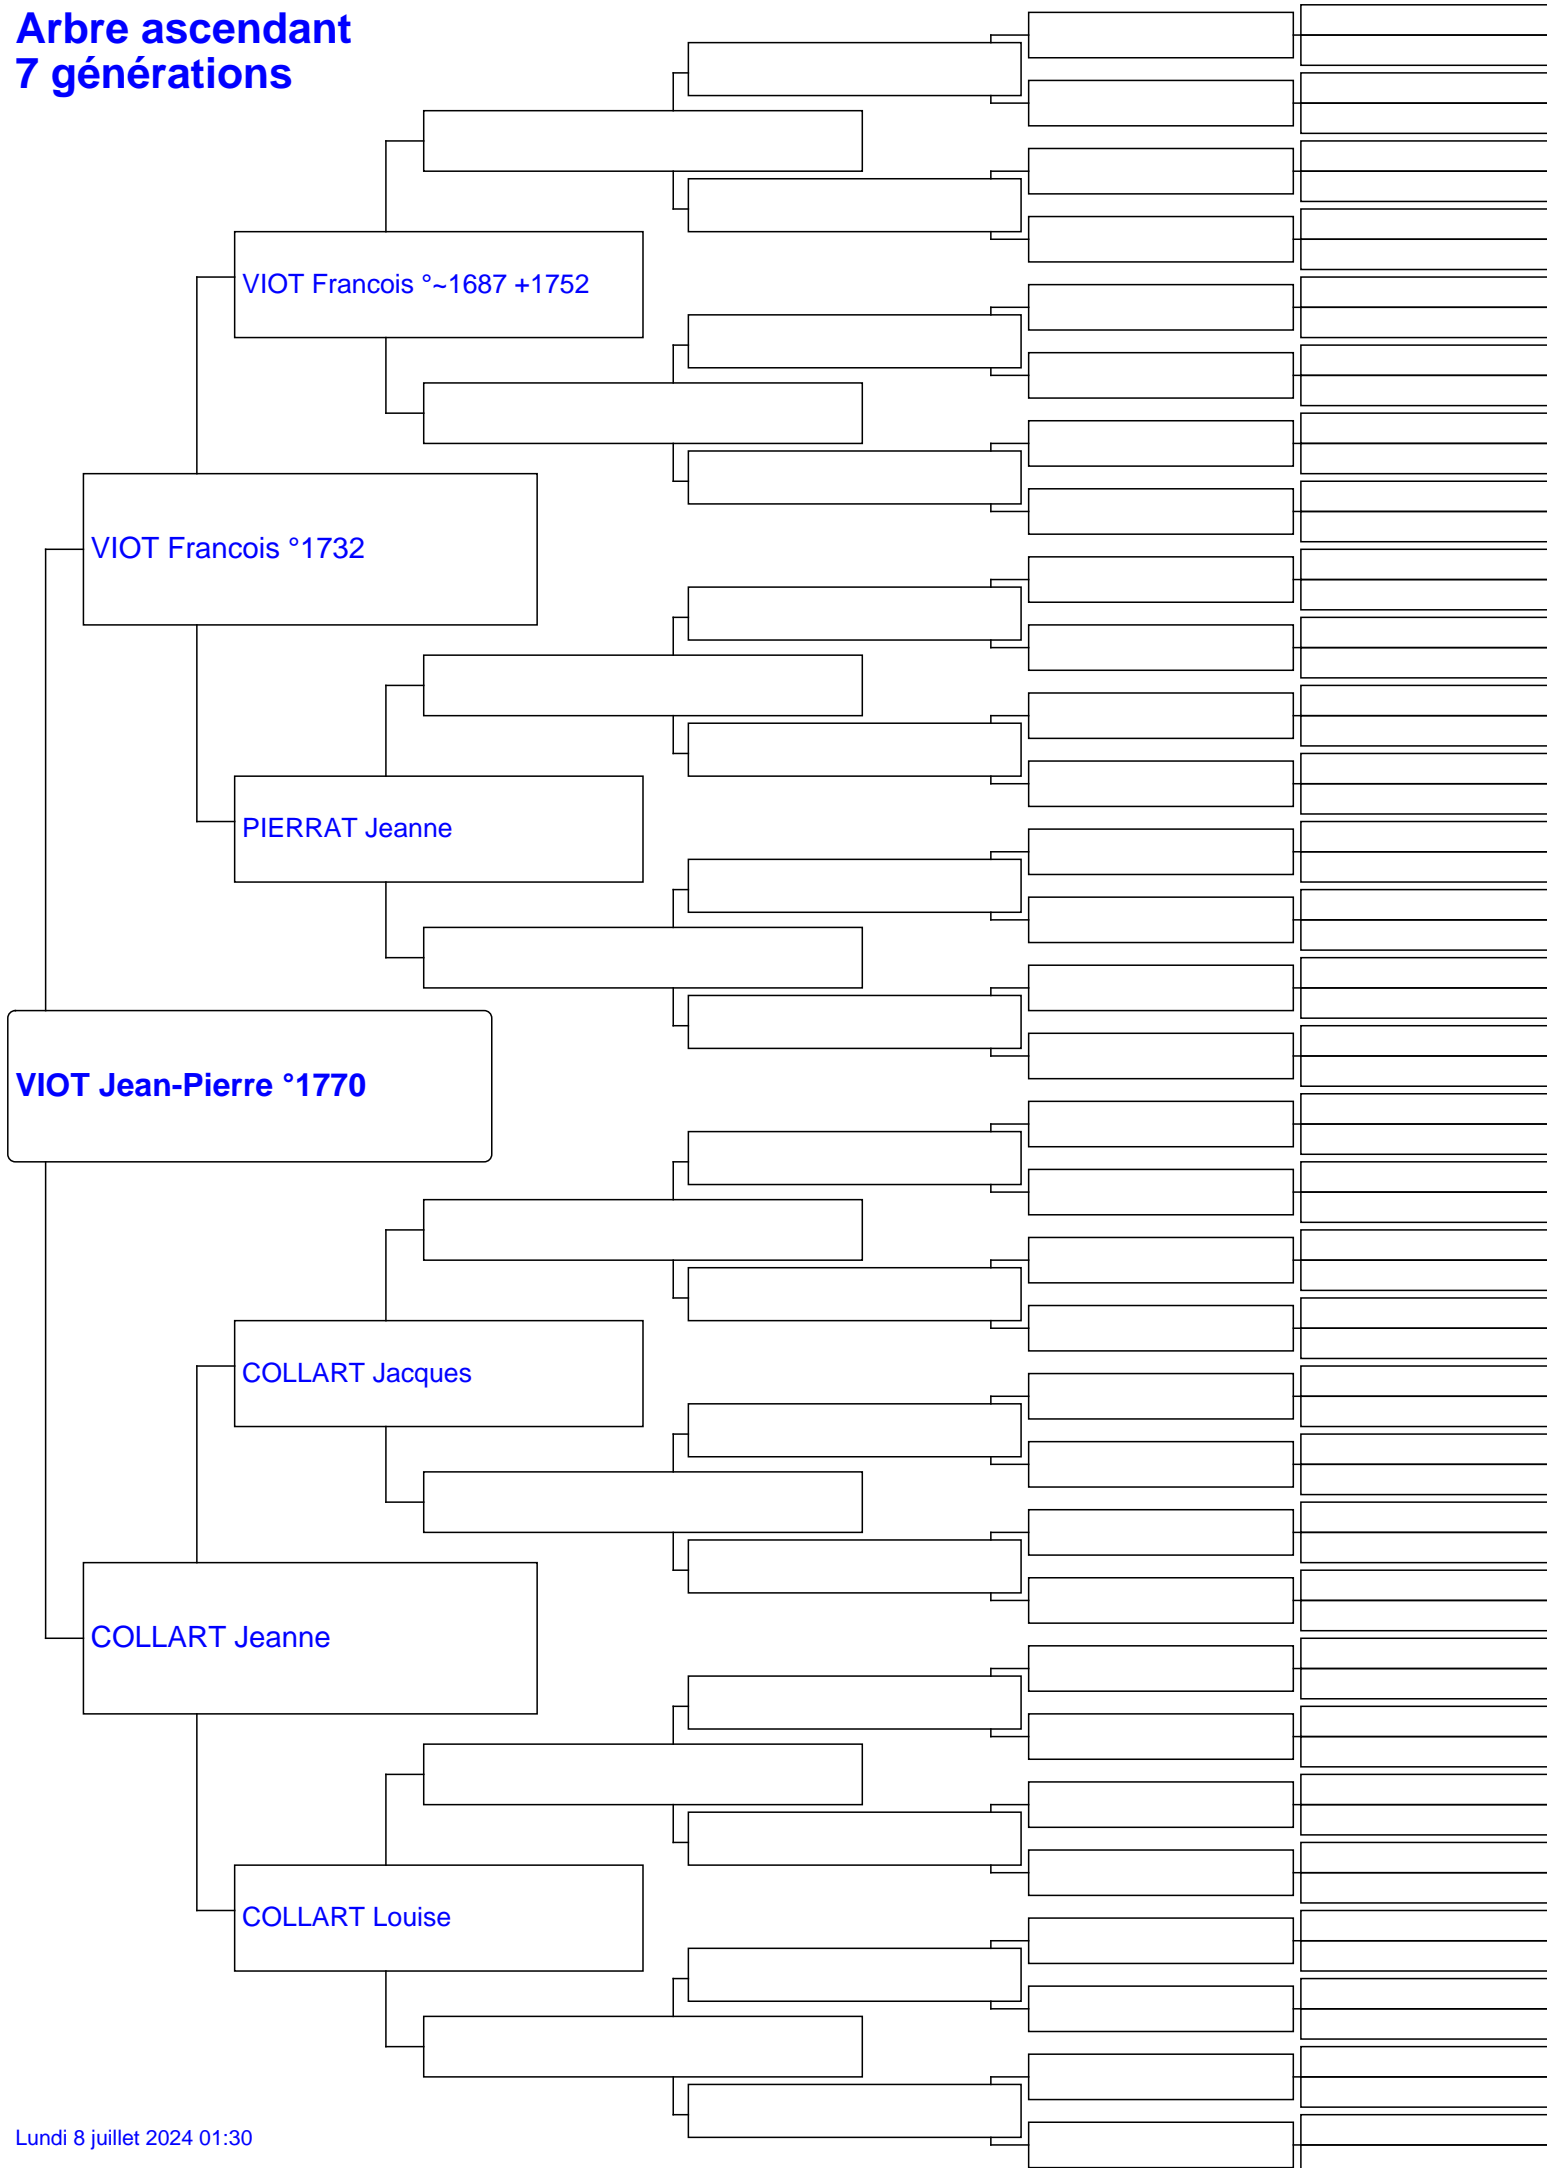 Arbre ascendant
7 générations
VIOT Francois °~1687 +1752
VIOT Francois °1732
PIERRAT Jeanne
VIOT Jean-Pierre °1770
COLLART Jacques
COLLART Jeanne
COLLART Louise
Lundi 8 juillet 2024 01:30